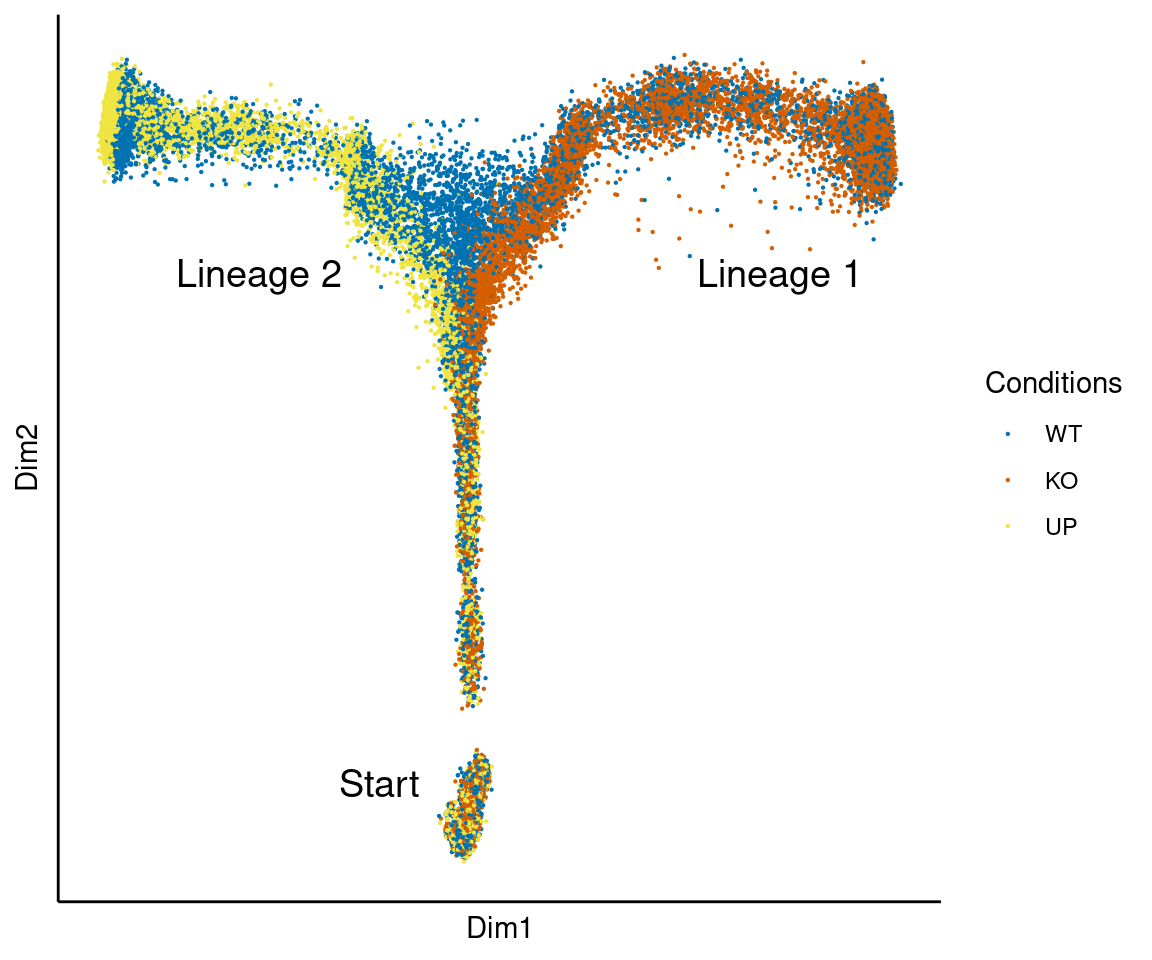 Lineage 2
Lineage 1
Start
Dim2
Dim1
Conditions
WT
KO
UP